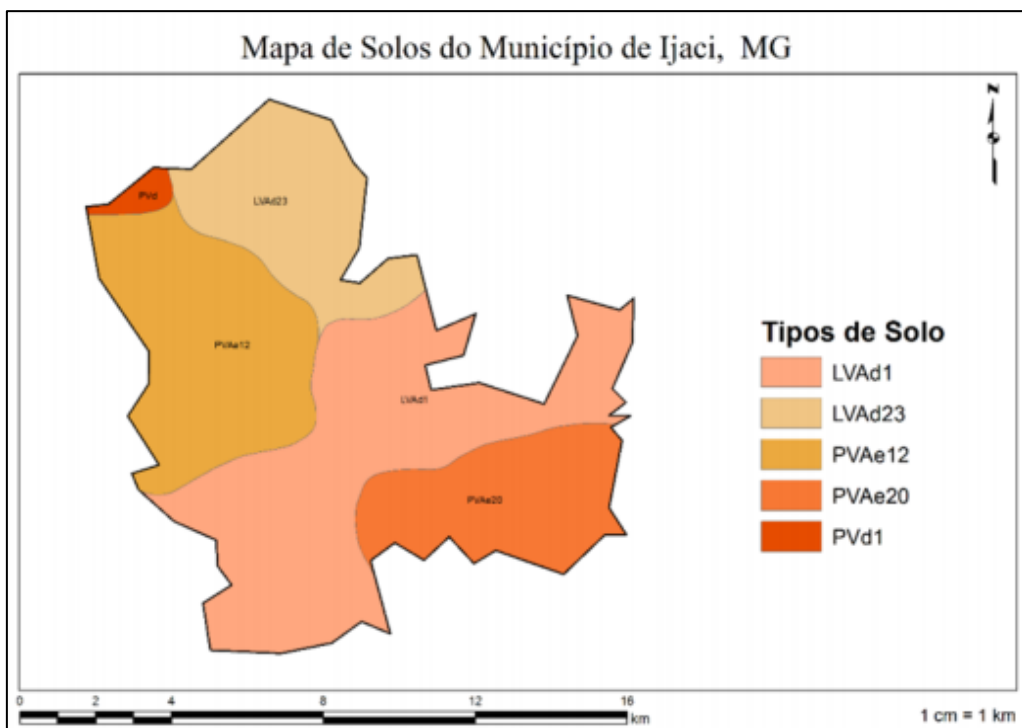 Mapa de Solos do Município de Ijaci, MG
N
PVd
LVAd23
PVAe12
LVAd1
PVAe20
Tipos de Solo
LVAd1
LVAd23
PVAe12
PVAe20
PVd1
0 2 4 8 12 16
km
1 cm = 1 km